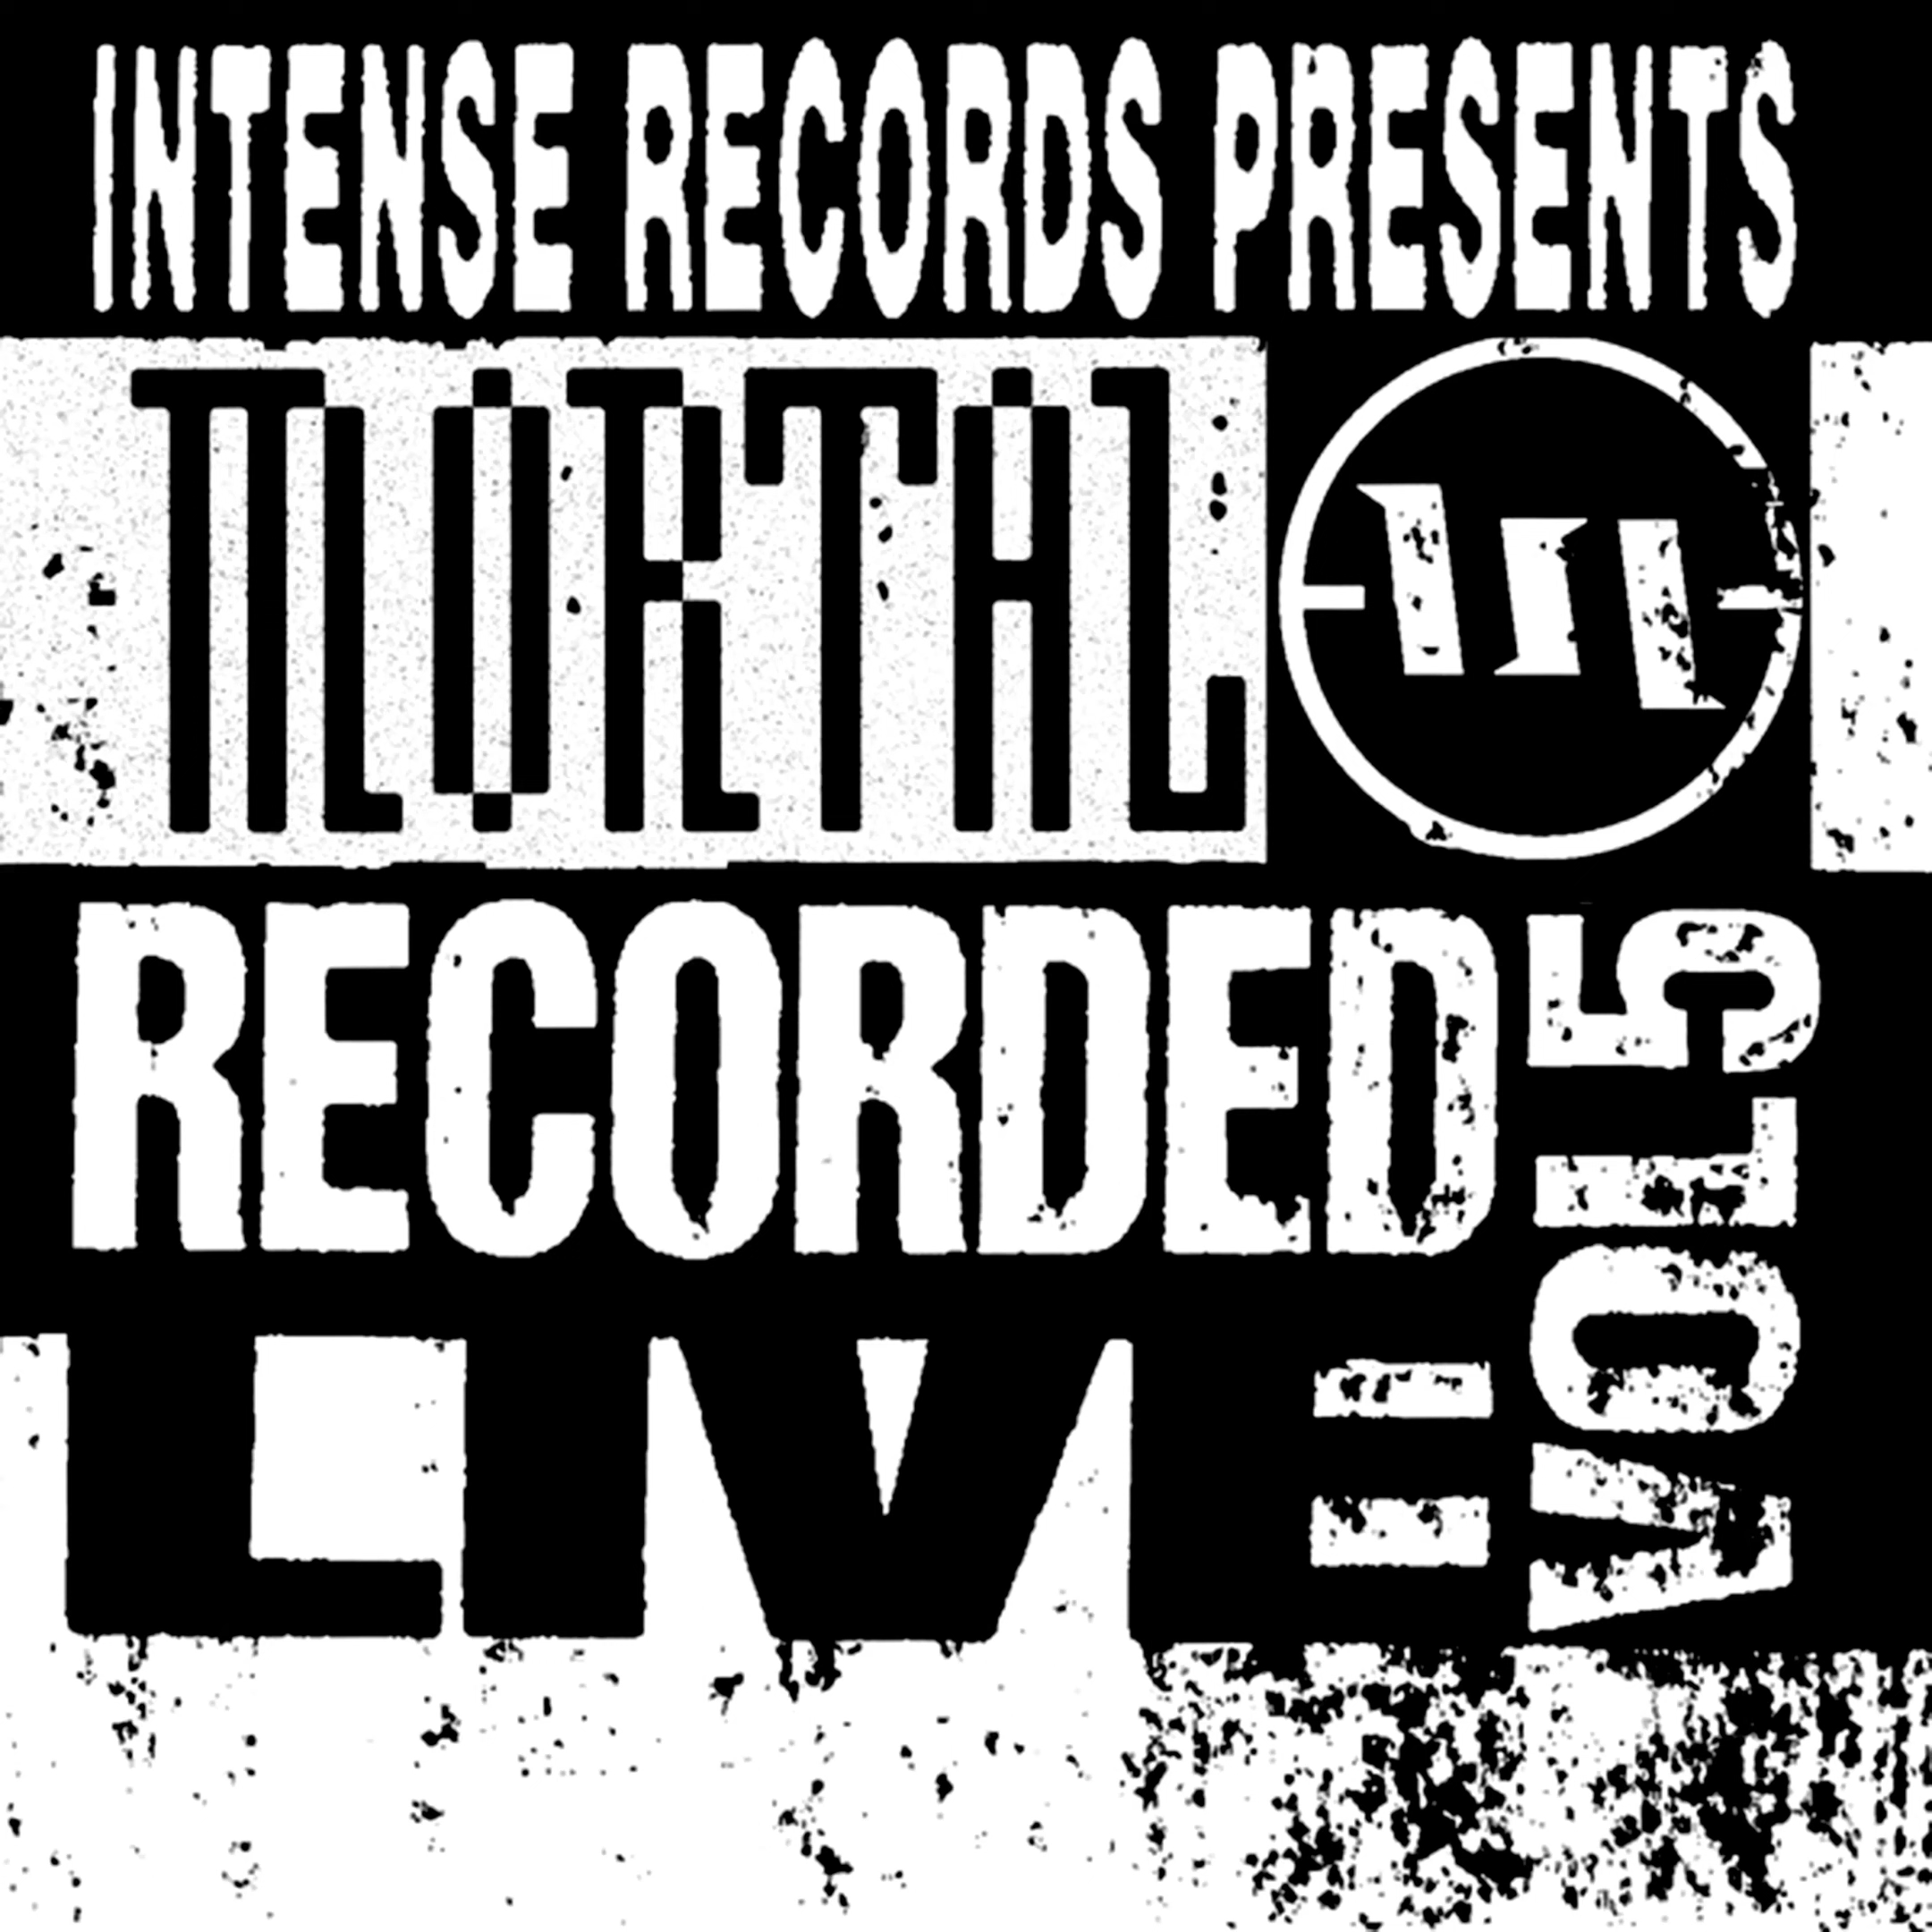 INTENSE RECORDS PRESENTS
MORTAL
RECORDED
LIVE
VOL 5